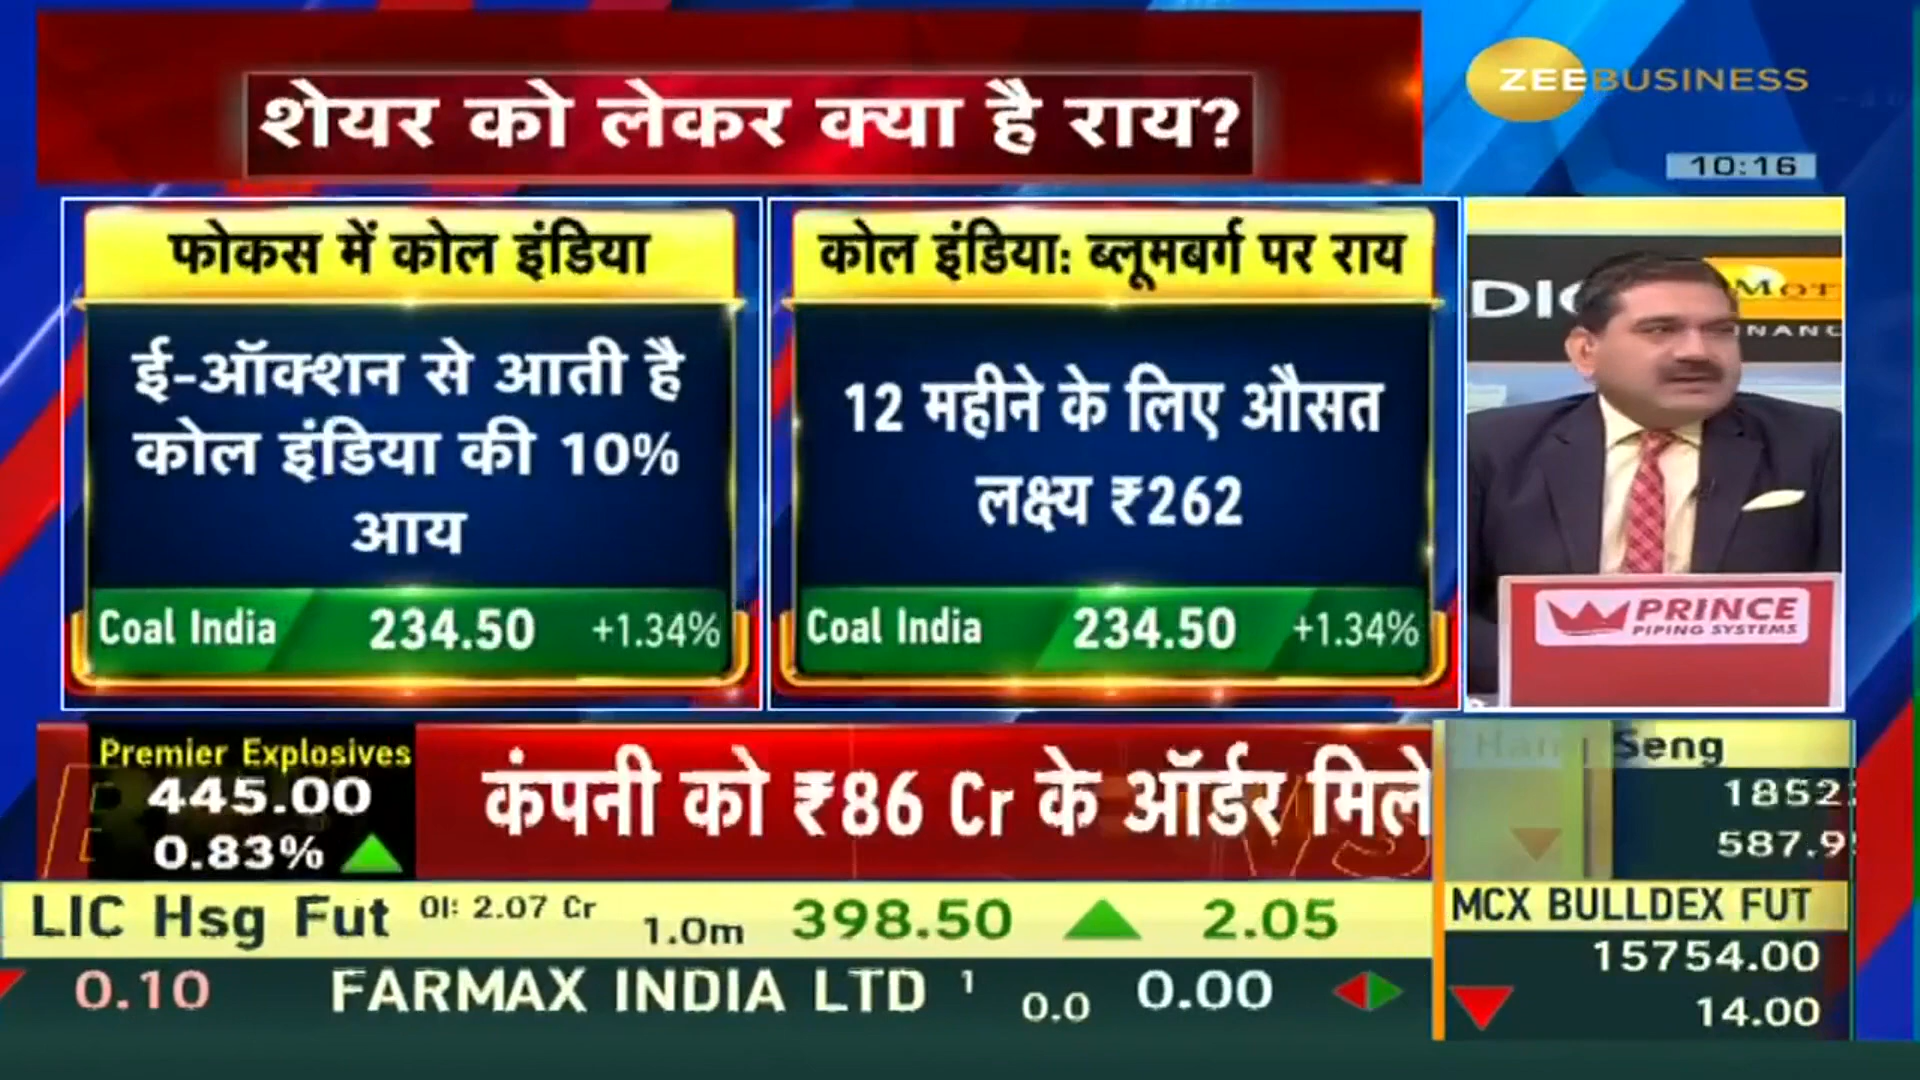 शेयर को लेकर क्या है राय?
ZEEBUSINESS
10:16
फोकस में कोल इंडिया
ई-ऑक्शन से आती है
कोल इंडिया की 10%
आय
Coal India 234.50 +1.34%
कोल इंडिया: ब्लूमबर्ग पर राय
12 महीने के लिए औसत
लक्ष्य ₹262
Coal India 234.50 +1.34%
PRINCE
PIPING SYSTEMS
Premier Explosives
445.00
0.83%
कंपनी को ₹86 Cr के ऑर्डर मिले
Seng
1852
587.9
LIC Hsg Fut OI: 2.07 Cr 1.0m 398.50 2.05
MCX BULLDEX FUT
15754.00
14.00
0.10 FARMAX INDIA LTD 1 0.0 0.00